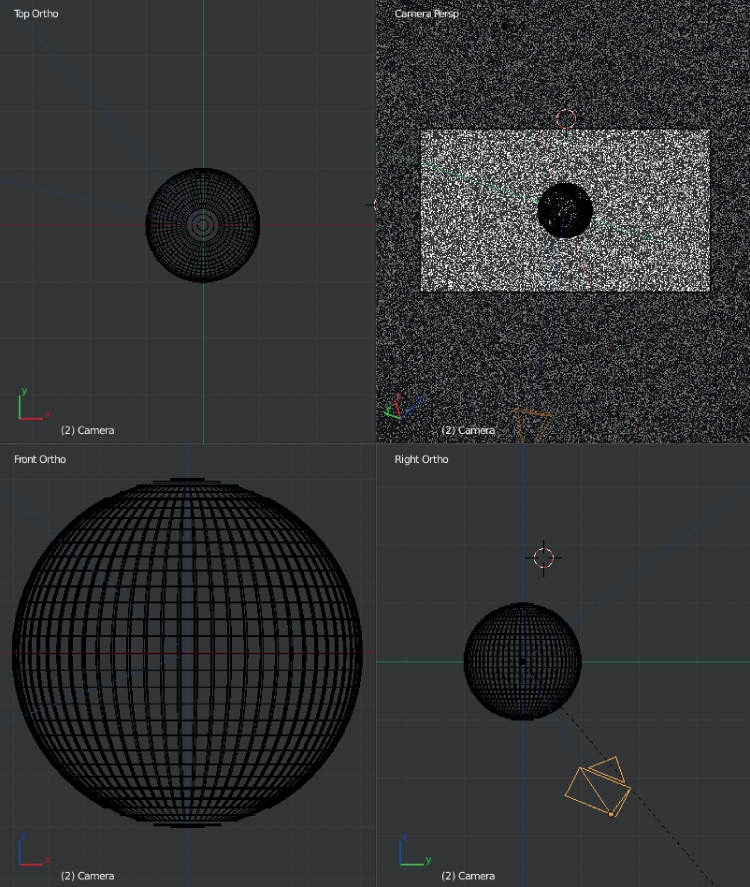 Top Ortho
Camera Persp
y
x
(2) Camera
(2) Camera
Front Ortho
Right Ortho
z
x
(2) Camera
z
y
(2) Camera